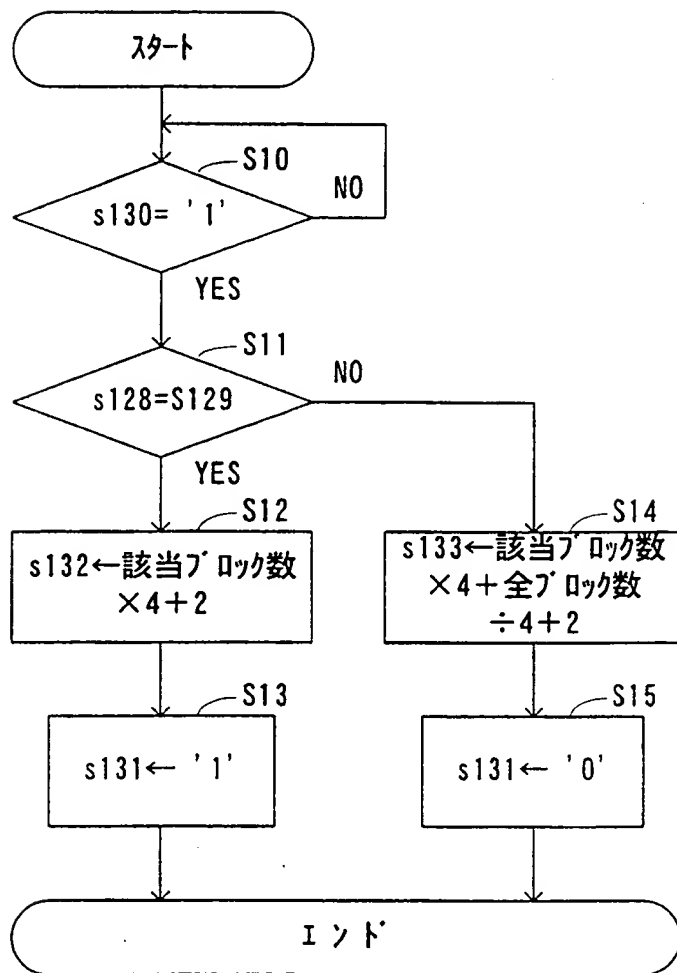 スタート
S10
s130= '1'
NO
YES
S11
s128=S129
NO
YES
S12
s132←該当ブロック数
×4+2
S14
s133←該当ブロック数
×4+全ブロック数
÷4+2
S13
s131← '1'
S15
s131← '0'
エンド